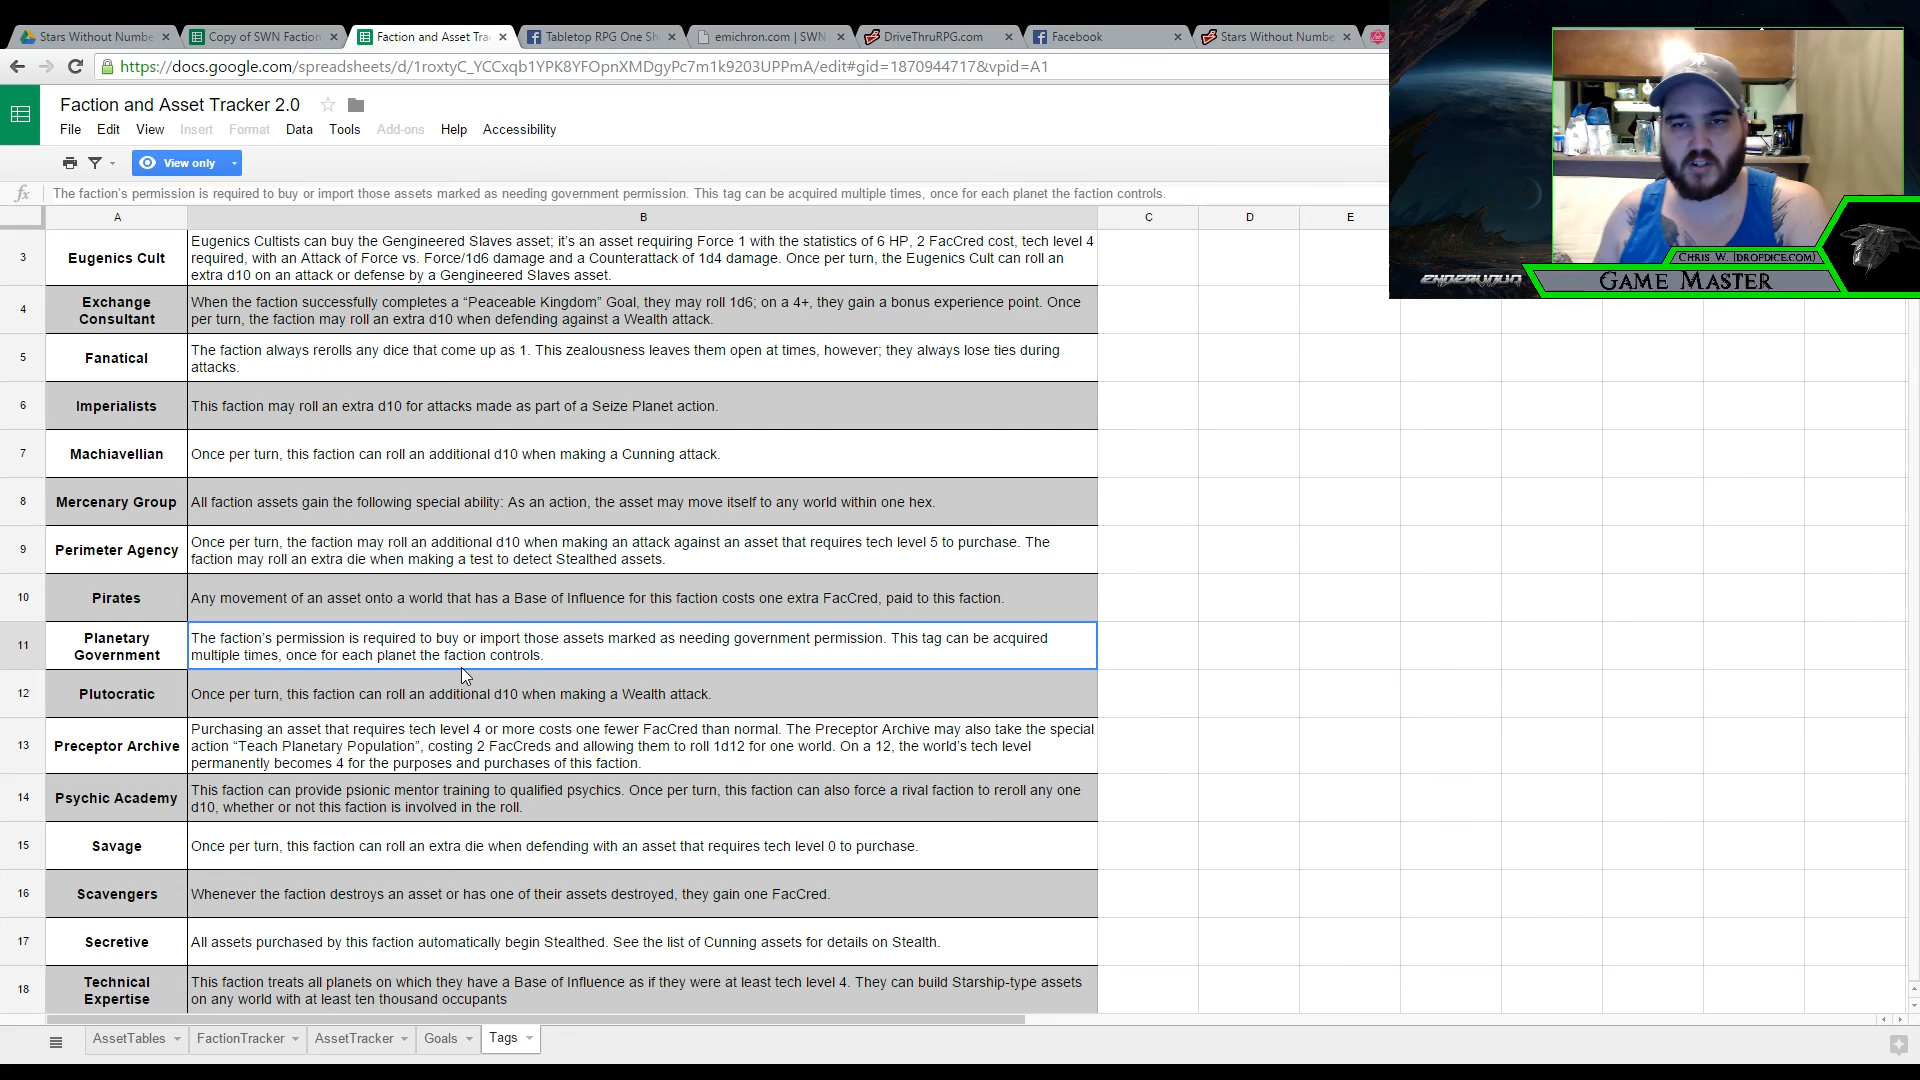 Stars Without Numbe
Copy of SWN Faction
Faction and Asset Tra
Tabletop RPG One Sh
emichron.com | SWN
DriveThruRPG.com
Facebook
Stars Without Numbe
https://docs.google.com/spreadsheets/d/1roxtyC_YCCxqb1YPK8YFOpnXMDgyPc7m1k9203UPPmA/edit#gid=1870944717&vpid=A1
Faction and Asset Tracker 2.0
File Edit View Insert Format Data Tools Add-ons Help Accessibility
View only
fx The faction's permission is required to buy or import those assets marked as needing government permission. This tag can be acquired multiple times, once for each planet the faction controls.
A B C D E
3 Eugenics Cult
Eugenics Cultists can buy the Gengineered Slaves asset; it's an asset requiring Force 1 with the statistics of 6 HP, 2 FacCred cost, tech level 4
required, with an Attack of Force vs. Force/1d6 damage and a Counterattack of 1d4 damage. Once per turn, the Eugenics Cult can roll an
extra d10 on an attack or defense by a Gengineered Slaves asset.
4 Exchange
Consultant
When the faction successfully completes a “Peaceable Kingdom” Goal, they may roll 1d6; on a 4+, they gain a bonus experience point. Once
per turn, the faction may roll an extra d10 when defending against a Wealth attack.
5 Fanatical
The faction always rerolls any dice that come up as 1. This zealousness leaves them open at times, however; they always lose ties during
attacks.
6 Imperialists
This faction may roll an extra d10 for attacks made as part of a Seize Planet action.
7 Machiavellian
Once per turn, this faction can roll an additional d10 when making a Cunning attack.
8 Mercenary Group
All faction assets gain the following special ability: As an action, the asset may move itself to any world within one hex.
9 Perimeter Agency
Once per turn, the faction may roll an additional d10 when making an attack against an asset that requires tech level 5 to purchase. The
faction may roll an extra die when making a test to detect Stealthed assets.
10 Pirates
Any movement of an asset onto a world that has a Base of Influence for this faction costs one extra FacCred, paid to this faction.
11 Planetary
Government
The faction's permission is required to buy or import those assets marked as needing government permission. This tag can be acquired
multiple times, once for each planet the faction controls.
12 Plutocratic
Once per turn, this faction can roll an additional d10 when making a Wealth attack.
13 Preceptor Archive
Purchasing an asset that requires tech level 4 or more costs one fewer FacCred than normal. The Preceptor Archive may also take the special
action “Teach Planetary Population”, costing 2 FacCreds and allowing them to roll 1d12 for one world. On a 12, the world's tech level
permanently becomes 4 for the purposes and purchases of this faction.
14 Psychic Academy
This faction can provide psionic mentor training to qualified psychics. Once per turn, this faction can also force a rival faction to reroll any one
d10, whether or not this faction is involved in the roll.
15 Savage
Once per turn, this faction can roll an extra die when defending with an asset that requires tech level 0 to purchase.
16 Scavengers
Whenever the faction destroys an asset or has one of their assets destroyed, they gain one FacCred.
17 Secretive
All assets purchased by this faction automatically begin Stealthed. See the list of Cunning assets for details on Stealth.
18 Technical
Expertise
This faction treats all planets on which they have a Base of Influence as if they were at least tech level 4. They can build Starship-type assets
on any world with at least ten thousand occupants
AssetTables FactionTracker AssetTracker Goals Tags
Chris W. (dropdice.com)
Game Master